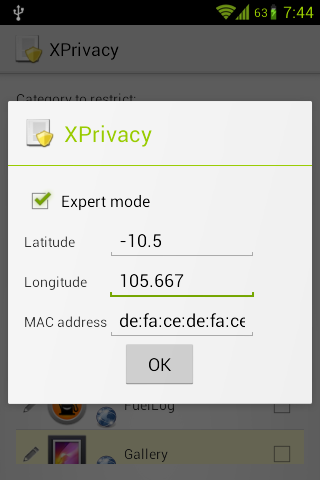 63 7:44
XPrivacy
Category to restrict:
XPrivacy
Expert mode
Latitude -10.5
Longitude 105.667
MAC address de:fa:ce:de:fa:ce
OK
FuelLog
Gallery